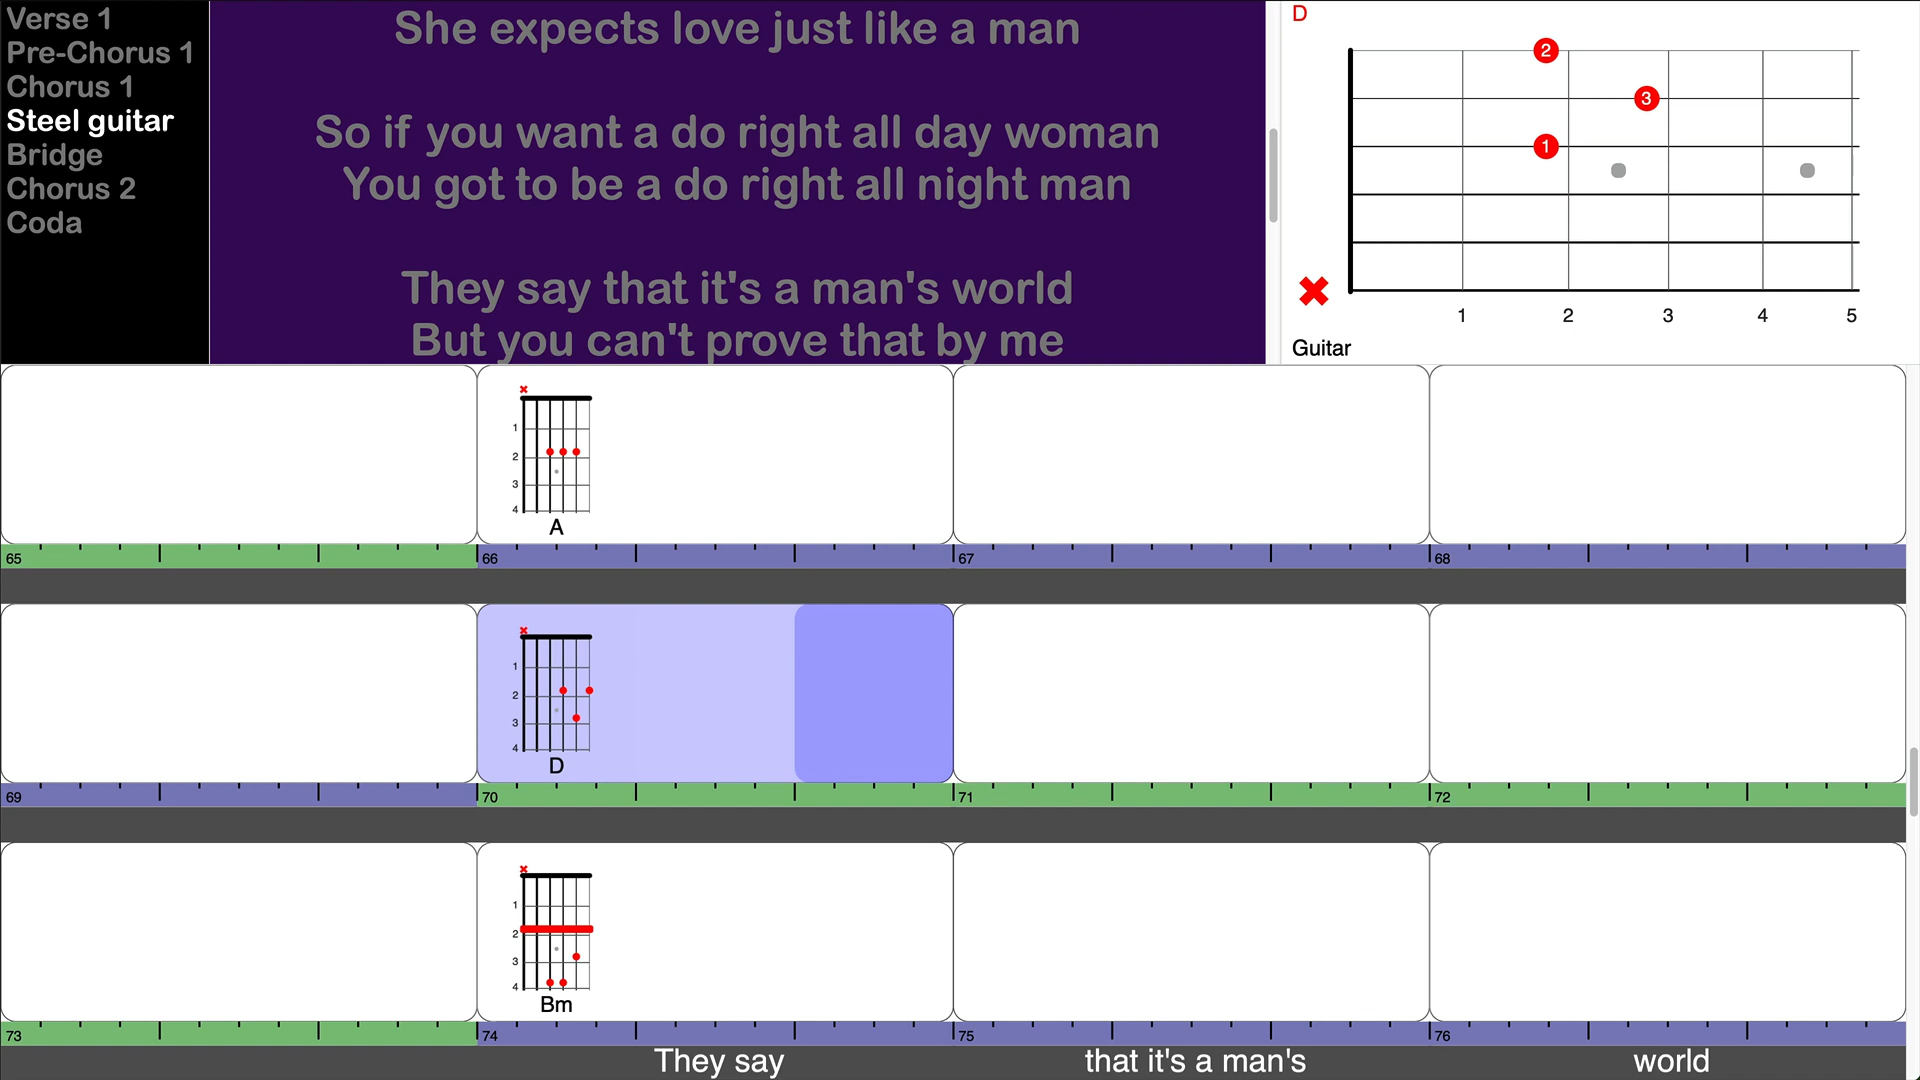 Verse 1
Pre-Chorus 1
Chorus 1
Steel guitar
Bridge
Chorus 2
Coda
She expects love just like a man
So if you want a do right all day woman
You got to be a do right all night man
They say that it's a man's world
But you can't prove that by me
D
2
3
1
1 2 3 4 5
Guitar
1
2
3
4
A
65 66 67 68
1
2
3
4
D
69 70 71 72
1
2
3
4
Bm
73 74 75 76
They say that it's a man's world